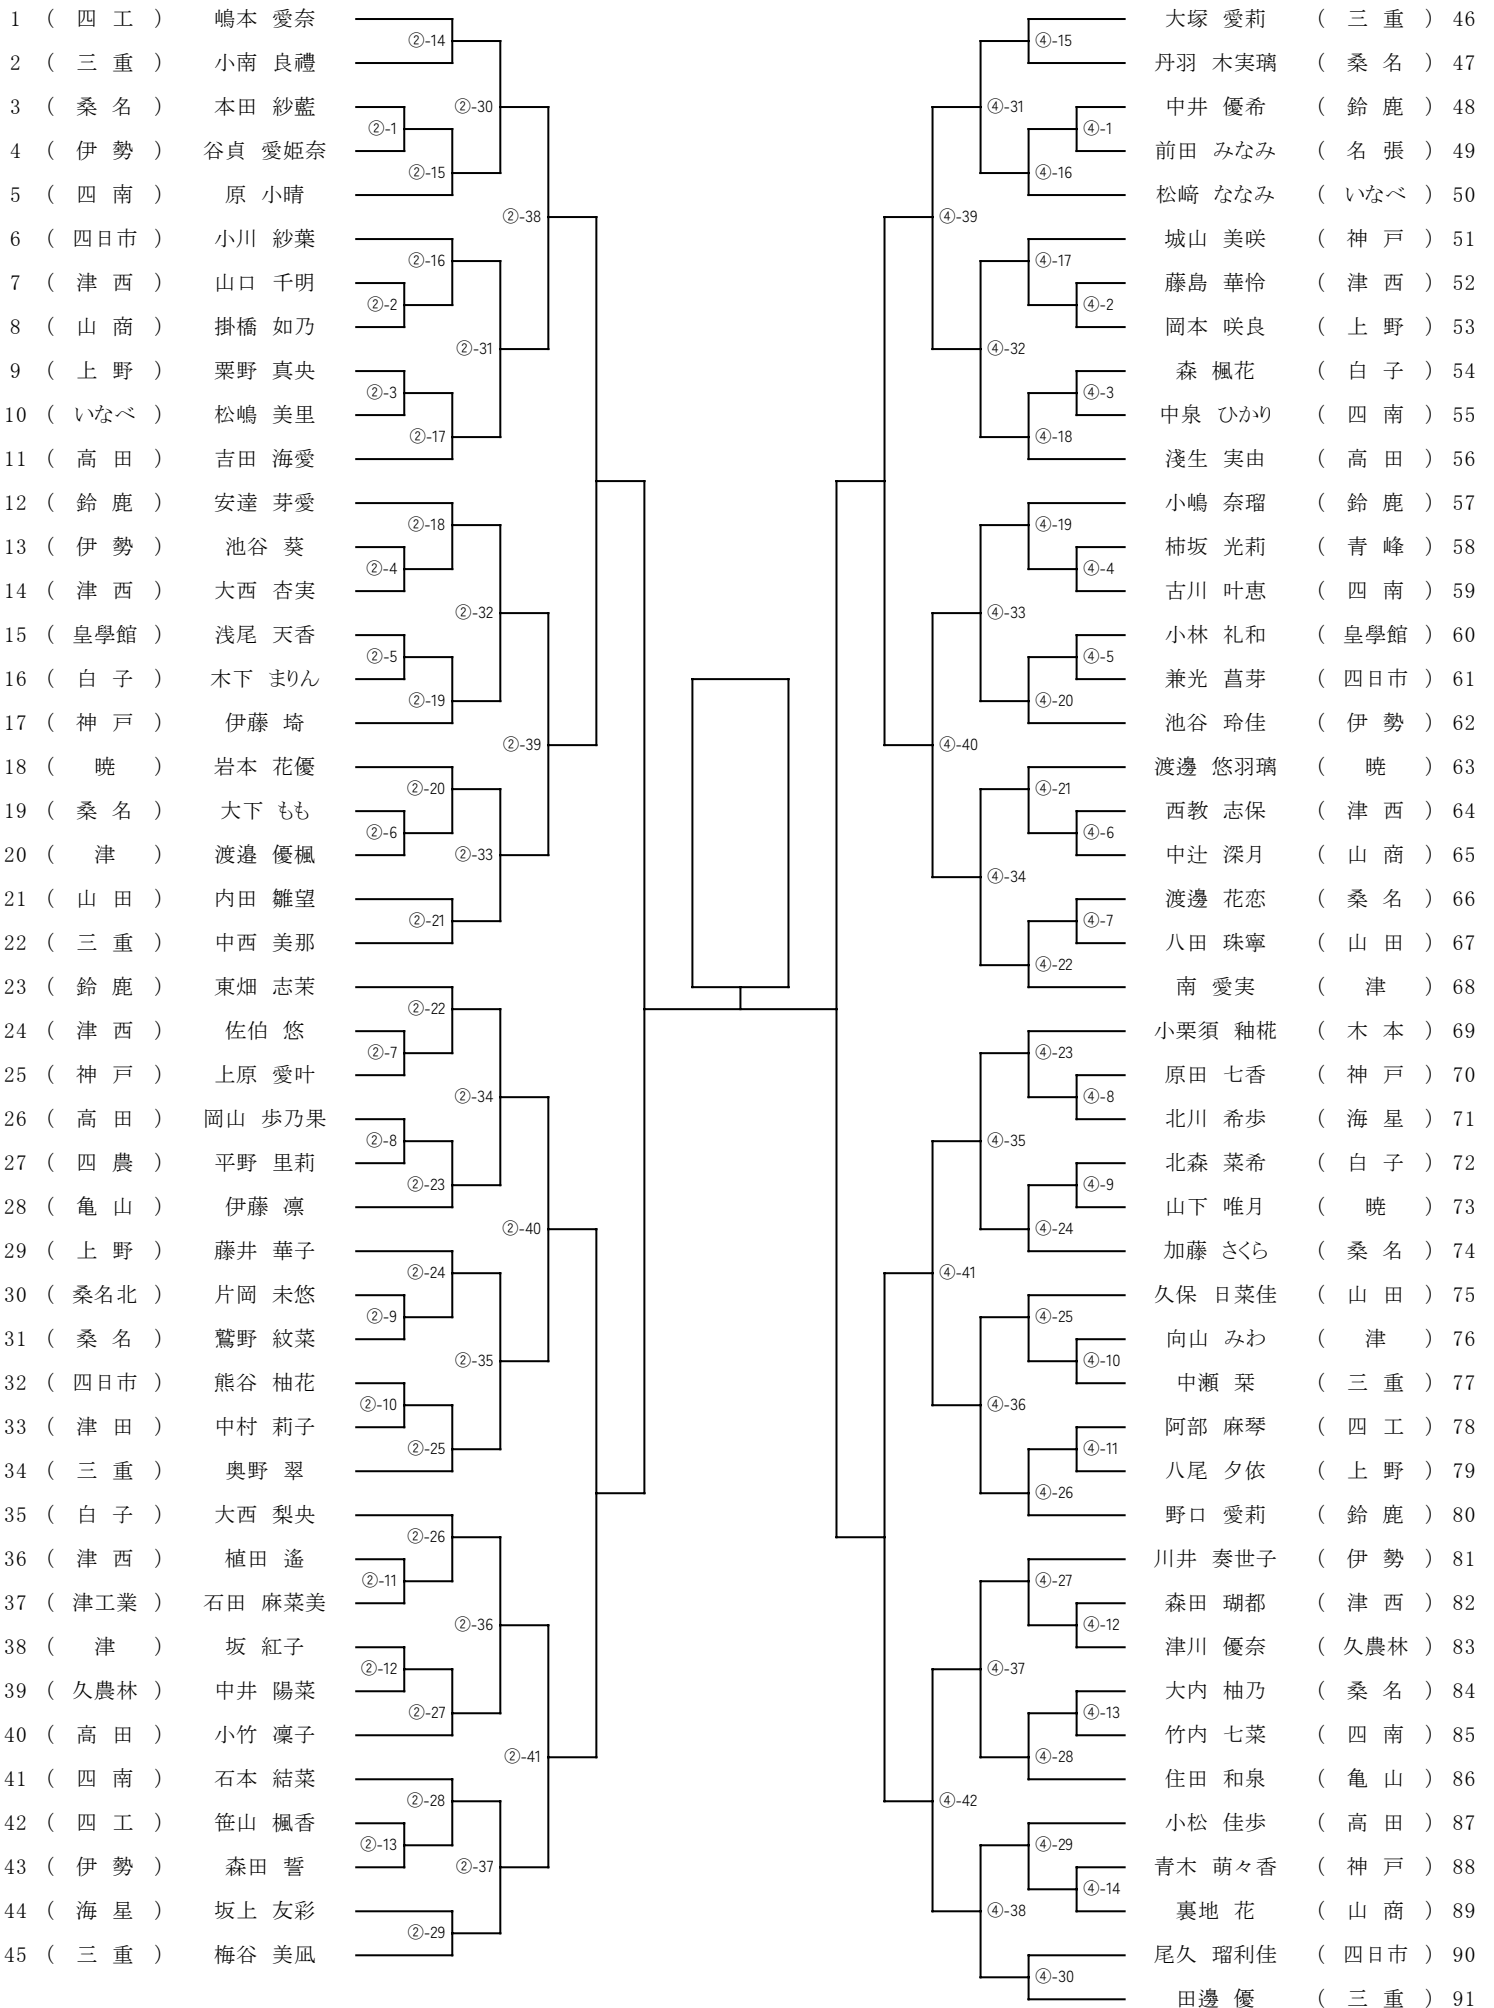 1 ( 四 工 ) 嶋本 愛奈
2 ( 三 重 ) 小南 良禮
3 ( 桑 名 ) 本田 紗藍
4 ( 伊 勢 ) 谷貞 愛姫奈
5 ( 四 南 ) 原 小晴
6 ( 四日市 ) 小川 紗葉
7 ( 津 西 ) 山口 千明
8 ( 山 商 ) 掛橋 如乃
9 ( 上 野 ) 粟野 真央
10 ( いなべ ) 松嶋 美里
11 ( 高 田 ) 吉田 海愛
12 ( 鈴 鹿 ) 安達 芽愛
13 ( 伊 勢 ) 池谷 葵
14 ( 津 西 ) 大西 杏実
15 ( 皇學館 ) 浅尾 天香
16 ( 白 子 ) 木下 まりん
17 ( 神 戸 ) 伊藤 埼
18 ( 暁 ) 岩本 花優
19 ( 桑 名 ) 大下 もも
20 ( 津 ) 渡邉 優楓
21 ( 山 田 ) 内田 雛望
22 ( 三 重 ) 中西 美那
23 ( 鈴 鹿 ) 東畑 志茉
24 ( 津 西 ) 佐伯 悠
25 ( 神 戸 ) 上原 愛叶
26 ( 高 田 ) 岡山 歩乃果
27 ( 四 農 ) 平野 里莉
28 ( 亀 山 ) 伊藤 凛
29 ( 上 野 ) 藤井 華子
30 ( 桑名北 ) 片岡 未悠
31 ( 桑 名 ) 鷲野 紋菜
32 ( 四日市 ) 熊谷 柚花
33 ( 津 田 ) 中村 莉子
34 ( 三 重 ) 奥野 翠
35 ( 白 子 ) 大西 梨央
36 ( 津 西 ) 植田 遙
37 ( 津工業 ) 石田 麻菜美
38 ( 津 ) 坂 紅子
39 ( 久農林 ) 中井 陽菜
40 ( 高 田 ) 小竹 凜子
41 ( 四 南 ) 石本 結菜
42 ( 四 工 ) 笹山 楓香
43 ( 伊 勢 ) 森田 誓
44 ( 海 星 ) 坂上 友彩
45 ( 三 重 ) 梅谷 美凪
②-1
②-2
②-3
②-4
②-5
②-6
②-7
②-8
②-9
②-10
②-11
②-12
②-13
②-14
②-15
②-16
②-17
②-18
②-19
②-20
②-21
②-22
②-23
②-24
②-25
②-26
②-27
②-28
②-29
②-30
②-31
②-32
②-33
②-34
②-35
②-36
②-37
②-38
②-39
②-40
②-41
④-39
④-40
④-41
④-42
④-31
④-32
④-33
④-34
④-35
④-36
④-37
④-38
④-15
④-16
④-17
④-18
④-19
④-20
④-21
④-22
④-23
④-24
④-25
④-26
④-27
④-28
④-29
④-30
④-1
④-2
④-3
④-4
④-5
④-6
④-7
④-8
④-9
④-10
④-11
④-12
④-13
④-14
大塚 愛莉 ( 三 重 ) 46
丹羽 木実璃 ( 桑 名 ) 47
中井 優希 ( 鈴 鹿 ) 48
前田 みなみ ( 名 張 ) 49
松﨑 ななみ ( いなべ ) 50
城山 美咲 ( 神 戸 ) 51
藤島 華怜 ( 津 西 ) 52
岡本 咲良 ( 上 野 ) 53
森 楓花 ( 白 子 ) 54
中泉 ひかり ( 四 南 ) 55
淺生 実由 ( 高 田 ) 56
小嶋 奈瑠 ( 鈴 鹿 ) 57
柿坂 光莉 ( 青 峰 ) 58
古川 叶恵 ( 四 南 ) 59
小林 礼和 ( 皇學館 ) 60
兼光 菖芽 ( 四日市 ) 61
池谷 玲佳 ( 伊 勢 ) 62
渡邊 悠羽璃 ( 暁 ) 63
西教 志保 ( 津 西 ) 64
中辻 深月 ( 山 商 ) 65
渡邊 花恋 ( 桑 名 ) 66
八田 珠寧 ( 山 田 ) 67
南 愛実 ( 津 ) 68
小栗須 釉椛 ( 木 本 ) 69
原田 七香 ( 神 戸 ) 70
北川 希歩 ( 海 星 ) 71
北森 菜希 ( 白 子 ) 72
山下 唯月 ( 暁 ) 73
加藤 さくら ( 桑 名 ) 74
久保 日菜佳 ( 山 田 ) 75
向山 みわ ( 津 ) 76
中瀬 栞 ( 三 重 ) 77
阿部 麻琴 ( 四 工 ) 78
八尾 夕依 ( 上 野 ) 79
野口 愛莉 ( 鈴 鹿 ) 80
川井 奏世子 ( 伊 勢 ) 81
森田 瑚都 ( 津 西 ) 82
津川 優奈 ( 久農林 ) 83
大内 柚乃 ( 桑 名 ) 84
竹内 七菜 ( 四 南 ) 85
住田 和泉 ( 亀 山 ) 86
小松 佳歩 ( 高 田 ) 87
青木 萌々香 ( 神 戸 ) 88
裏地 花 ( 山 商 ) 89
尾久 瑠利佳 ( 四日市 ) 90
田邊 優 ( 三 重 ) 91